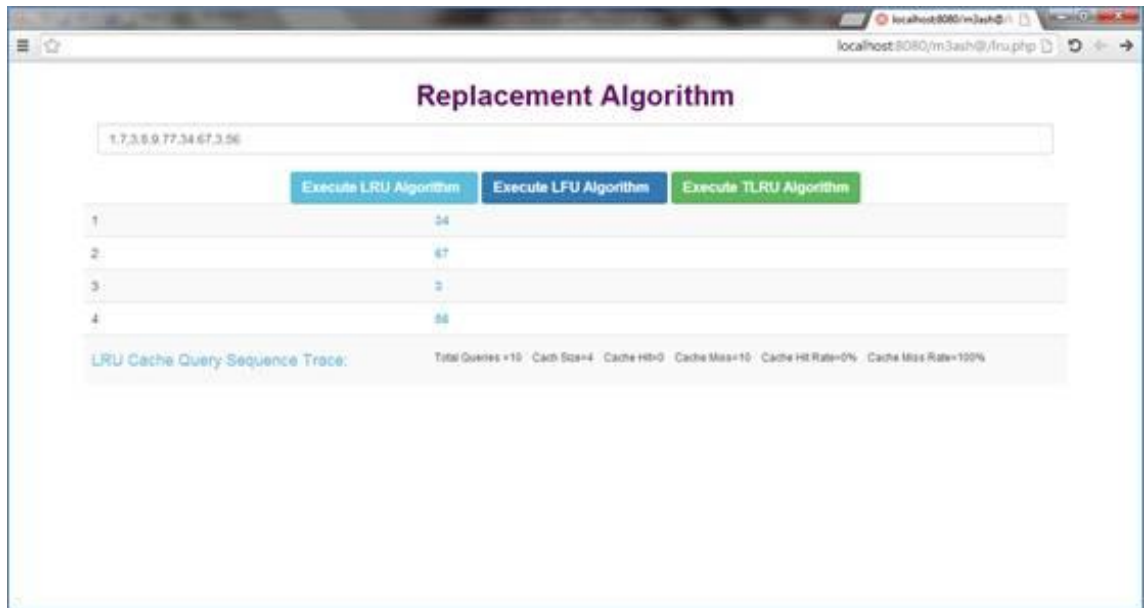 localhost:8080/m3ash@/l
localhost:8080/m3ash@/lru.php
Replacement Algorithm
1,7,3,8,9,77,34,67,3,56
Execute LRU Algorithm Execute LFU Algorithm Execute TLRU Algorithm
1 34
2 67
3 3
4 56
LRU Cache Query Sequence Trace: Total Queries =10 Cach Size=4 Cache Hit=0 Cache Miss=10 Cache Hit Rate=0% Cache Miss Rate=100%